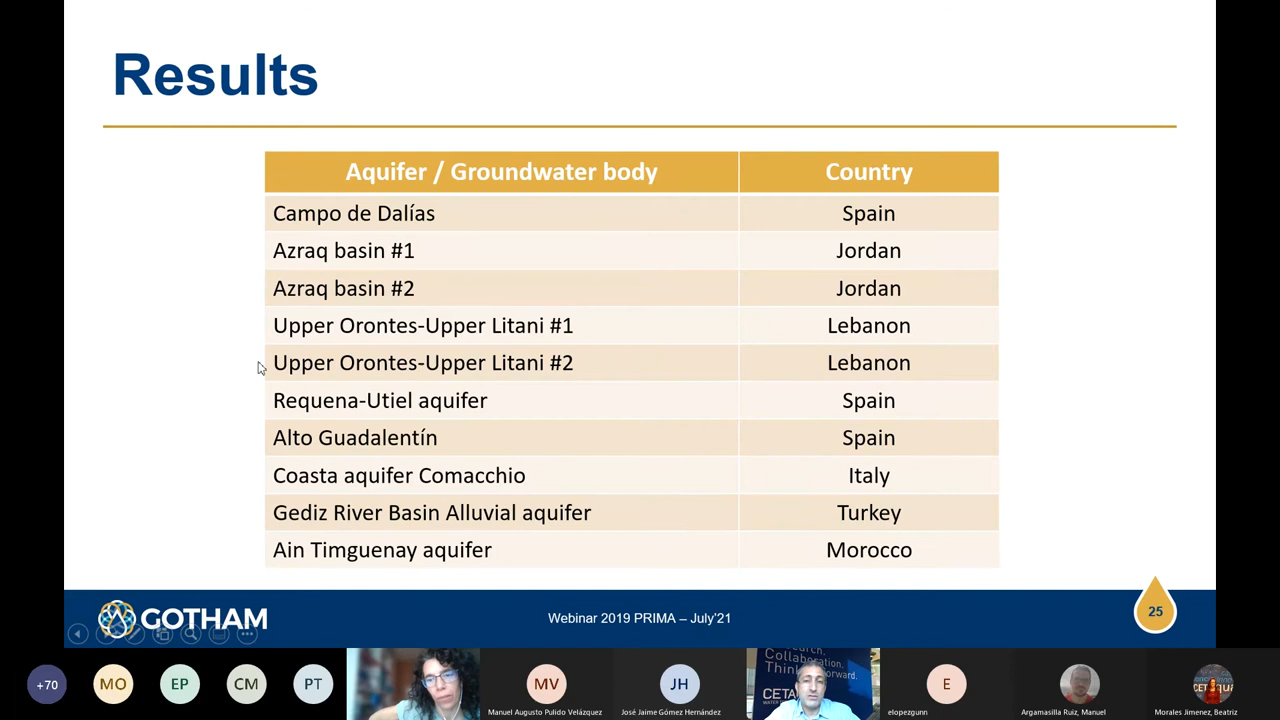 Results
Aquifer / Groundwater body Country
Campo de Dalías Spain
Azraq basin #1 Jordan
Azraq basin #2 Jordan
Upper Orontes-Upper Litani #1 Lebanon
Upper Orontes-Upper Litani #2 Lebanon
Requena-Utiel aquifer Spain
Alto Guadalentín Spain
Coasta aquifer Comacchio Italy
Gediz River Basin Alluvial aquifer Turkey
Ain Timguenay aquifer Morocco
GOTHAM
Webinar 2019 PRIMA – July'21
25
+70
MO
EP
CM
PT
MV
Manuel Augusto Pulido Velázquez
JH
José Jaime Gómez Hernández
Collaboration.
CETA
E
elopezgunn
Argamasilla Ruiz, Manuel
Morales Jimenez, Beatriz